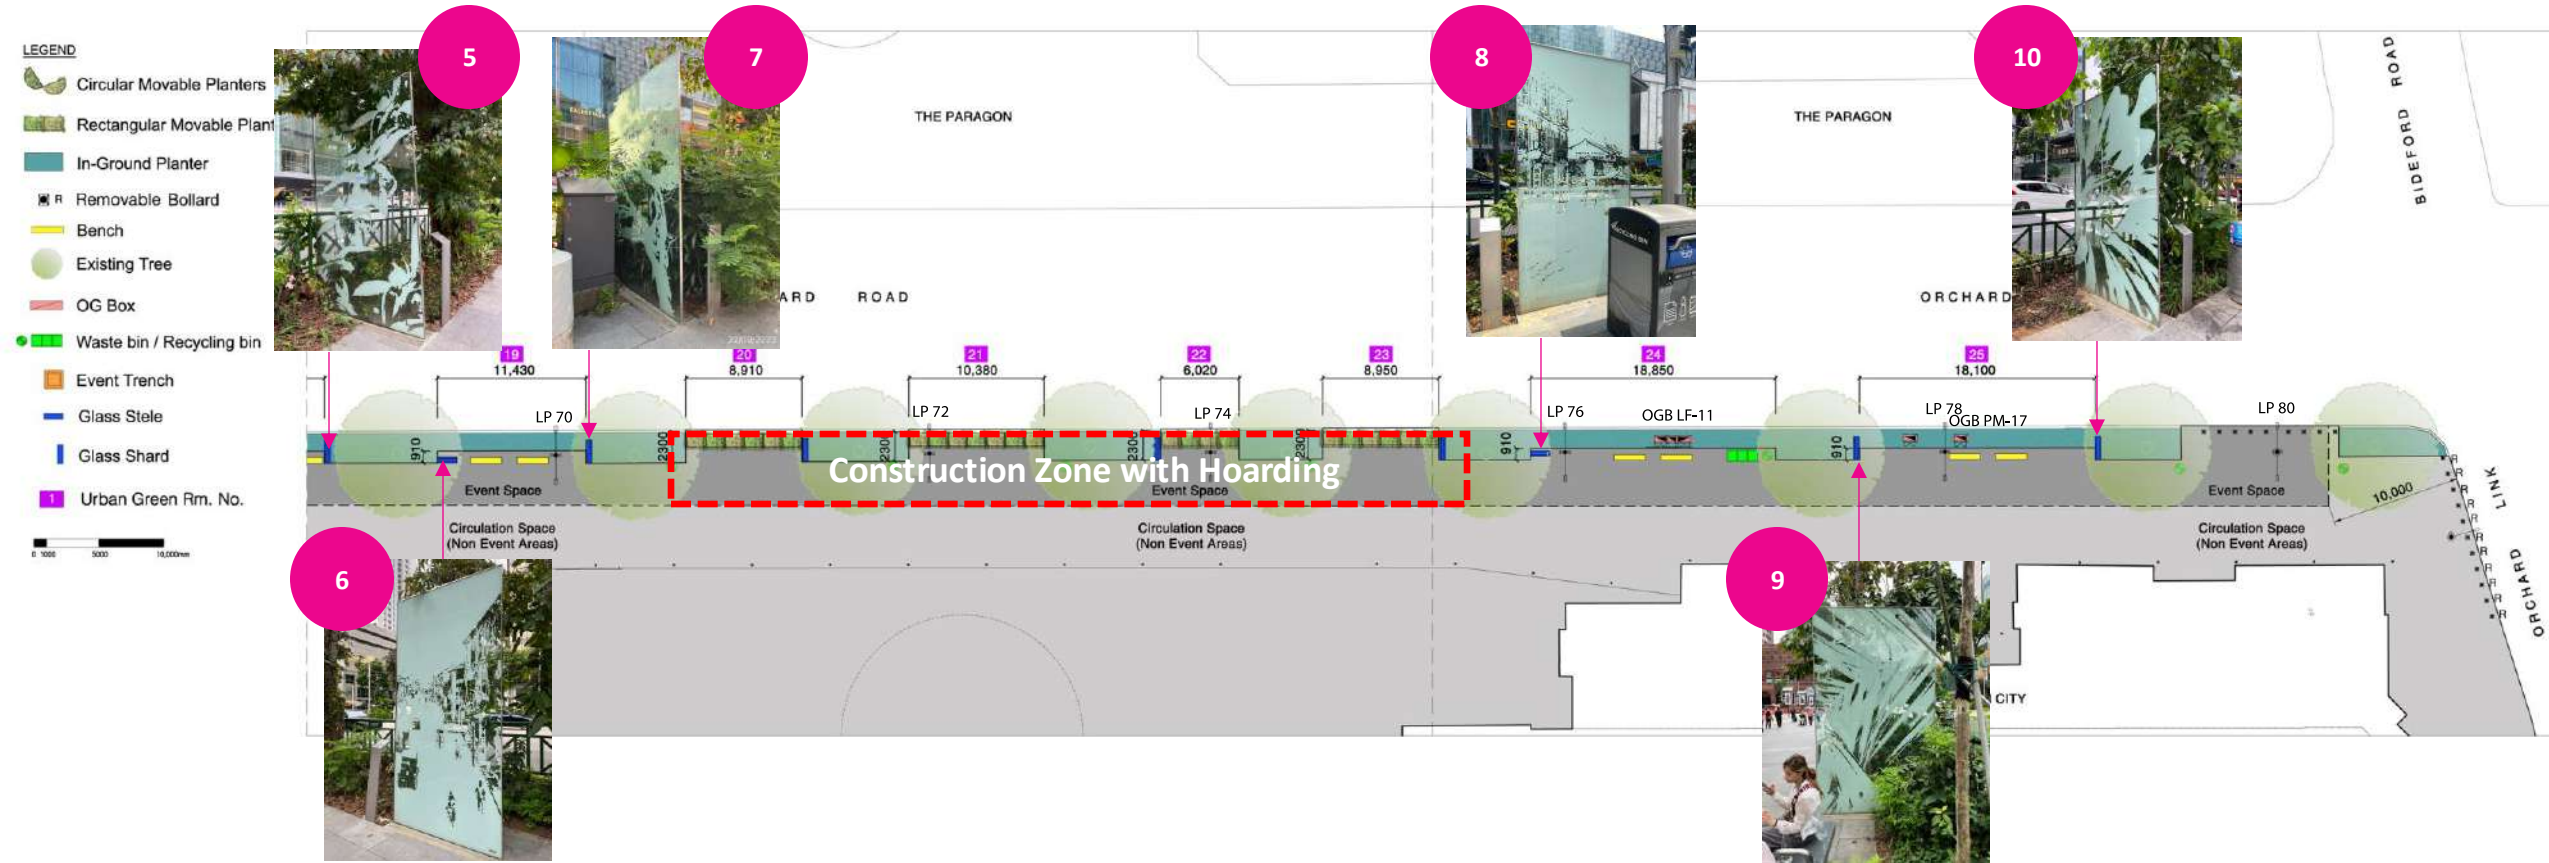 LEGEND
Circular Movable Planters
Rectangular Movable Plant
In-Ground Planter
R Removable Bollard
Bench
Existing Tree
OG Box
Waste bin / Recycling bin
Event Trench
Glass Stele
Glass Shard
1 Urban Green Rm. No.
0 1000 5000 10,000mm
5
7
8
10
THE PARAGON
THE PARAGON
BIDEFORD ROAD
ARD ROAD
ORCHARD
19
20
21
22
23
24
25
11,430
8,910
10,380
6,020
8,950
18,850
18,100
LP 70
LP 72
LP 74
LP 76
OGB LF-11
LP 78
OGB PM-17
LP 80
910
2300
2300
2300
2300
910
910
Construction Zone with Hoarding
Event Space
Event Space
Event Space
10,000
Circulation Space
(Non Event Areas)
Circulation Space
(Non Event Areas)
Circulation Space
(Non Event Areas)
R
R
R
R
R
R
R
R
R
R
R
ORCHARD LINK
6
9
CITY